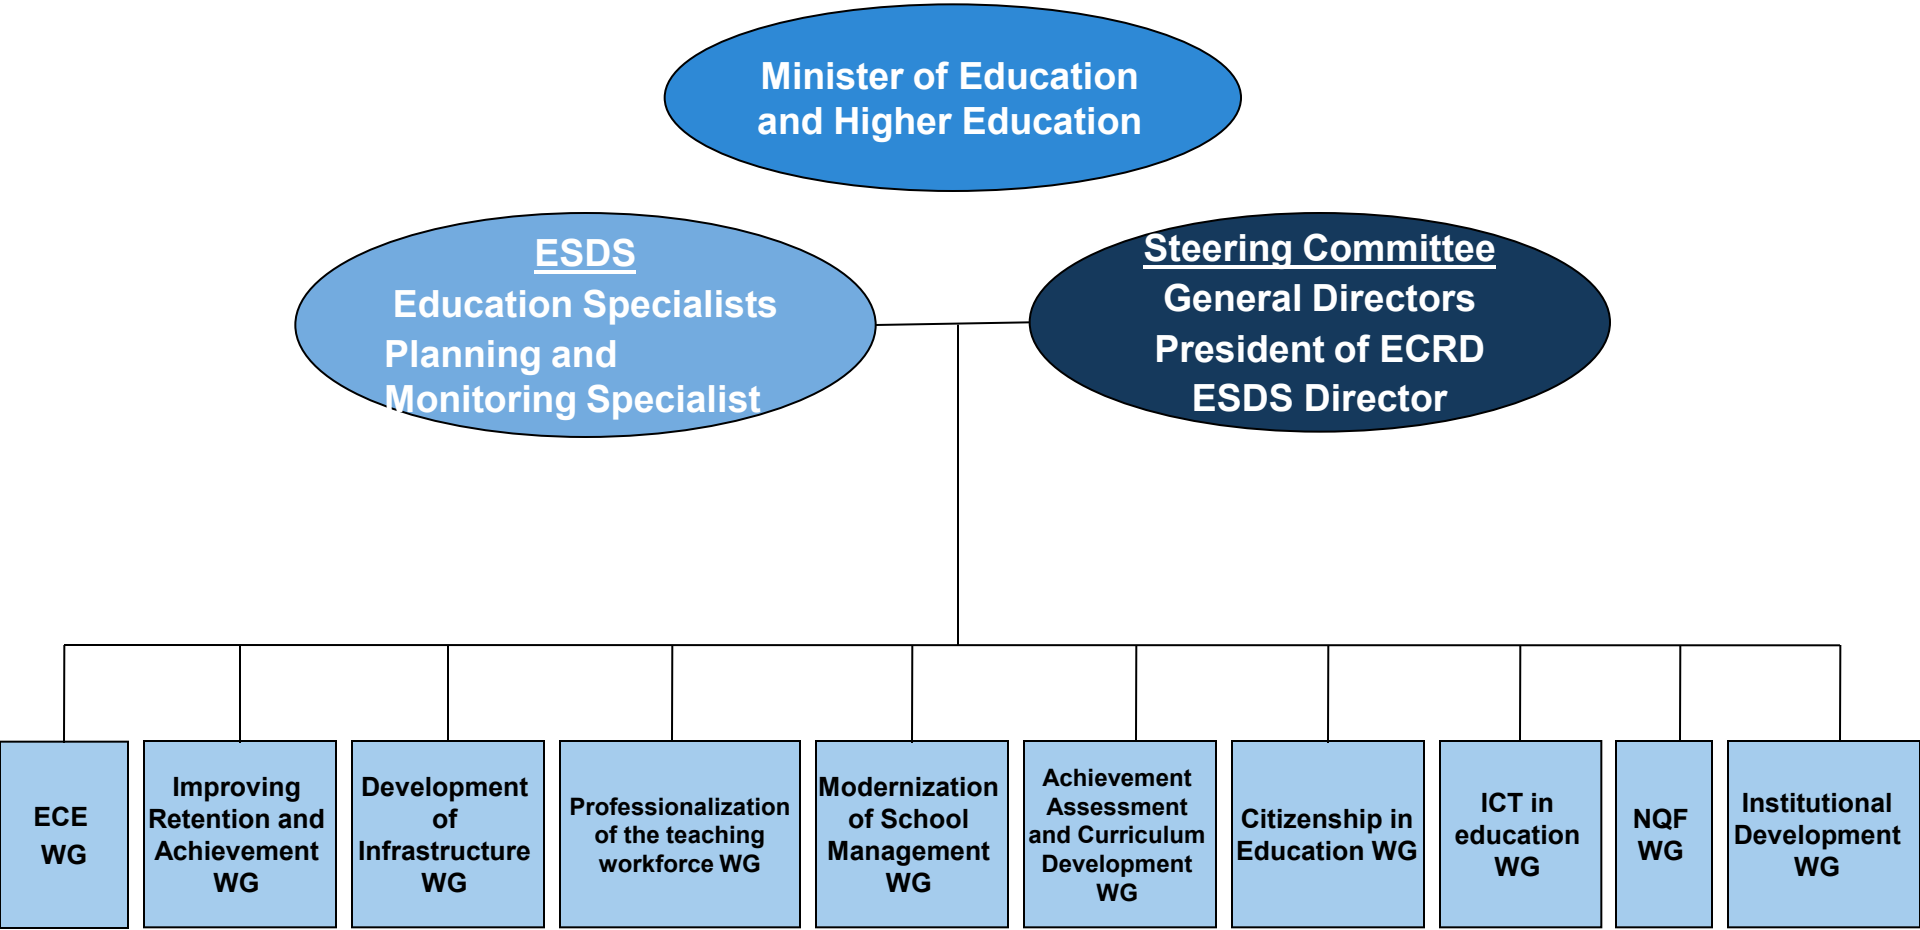 Minister of Education
and Higher Education
ESDS
Education Specialists
Planning and
Monitoring Specialist
Steering Committee
General Directors
President of ECRD
ESDS Director
ECE
WG
Improving
Retention and
Achievement
WG
Development
of
Infrastructure
WG
Professionalization
of the teaching
workforce WG
Modernization
of School
Management
WG
Achievement
Assessment
and Curriculum
Development
WG
Citizenship in
Education WG
ICT in
education
WG
NQF
WG
Institutional
Development
WG